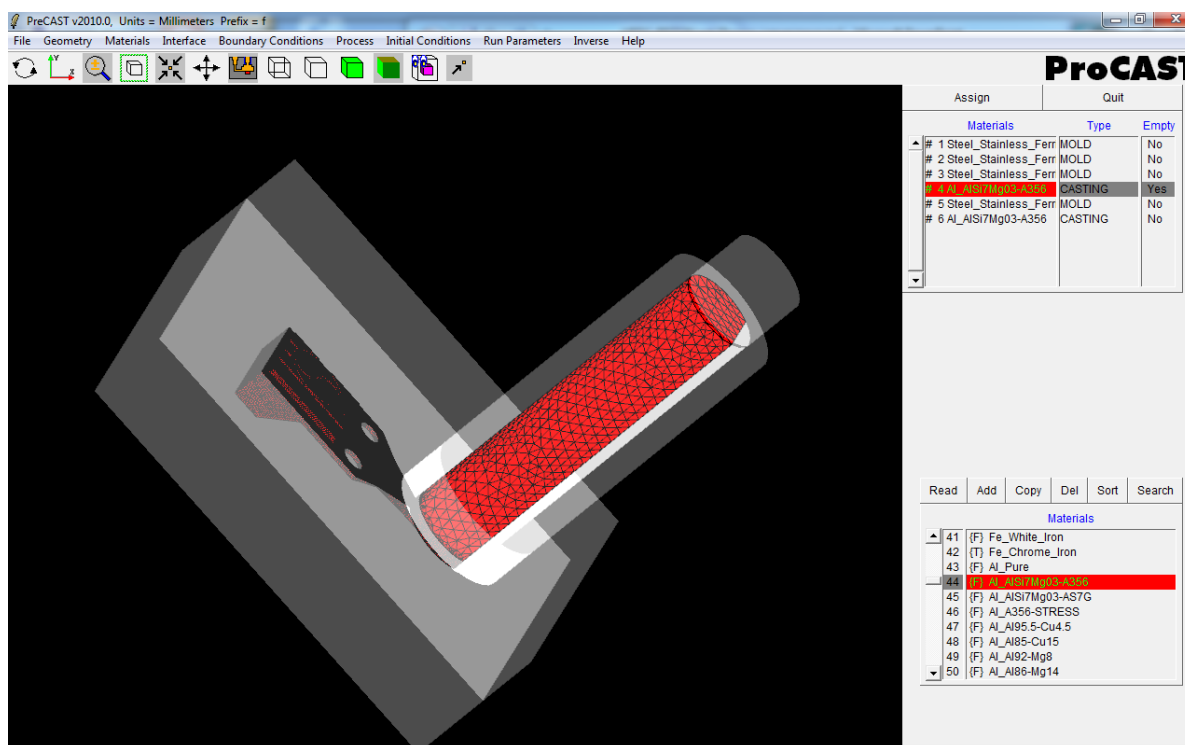 PreCAST v2010.0, Units = Millimeters Prefix = f
File Geometry Materials Interface Boundary Conditions Process Initial Conditions Run Parameters Inverse Help
ProCAST
Assign Quit
Materials Type Empty
# 1 Steel_Stainless_Ferr MOLD No
# 2 Steel_Stainless_Ferr MOLD No
# 3 Steel_Stainless_Ferr MOLD No
# 4 Al_AlSi7Mg03-A356 CASTING Yes
# 5 Steel_Stainless_Ferr MOLD No
# 6 Al_AlSi7Mg03-A356 CASTING No
Read Add Copy Del Sort Search
Materials
41 {F} Fe_White_Iron
42 {T} Fe_Chrome_Iron
43 {F} Al_Pure
44 {F} Al_AlSi7Mg03-A356
45 {F} Al_AlSi7Mg03-AS7G
46 {F} Al_A356-STRESS
47 {F} Al_Al95.5-Cu4.5
48 {F} Al_Al85-Cu15
49 {F} Al_Al92-Mg8
50 {F} Al_Al86-Mg14